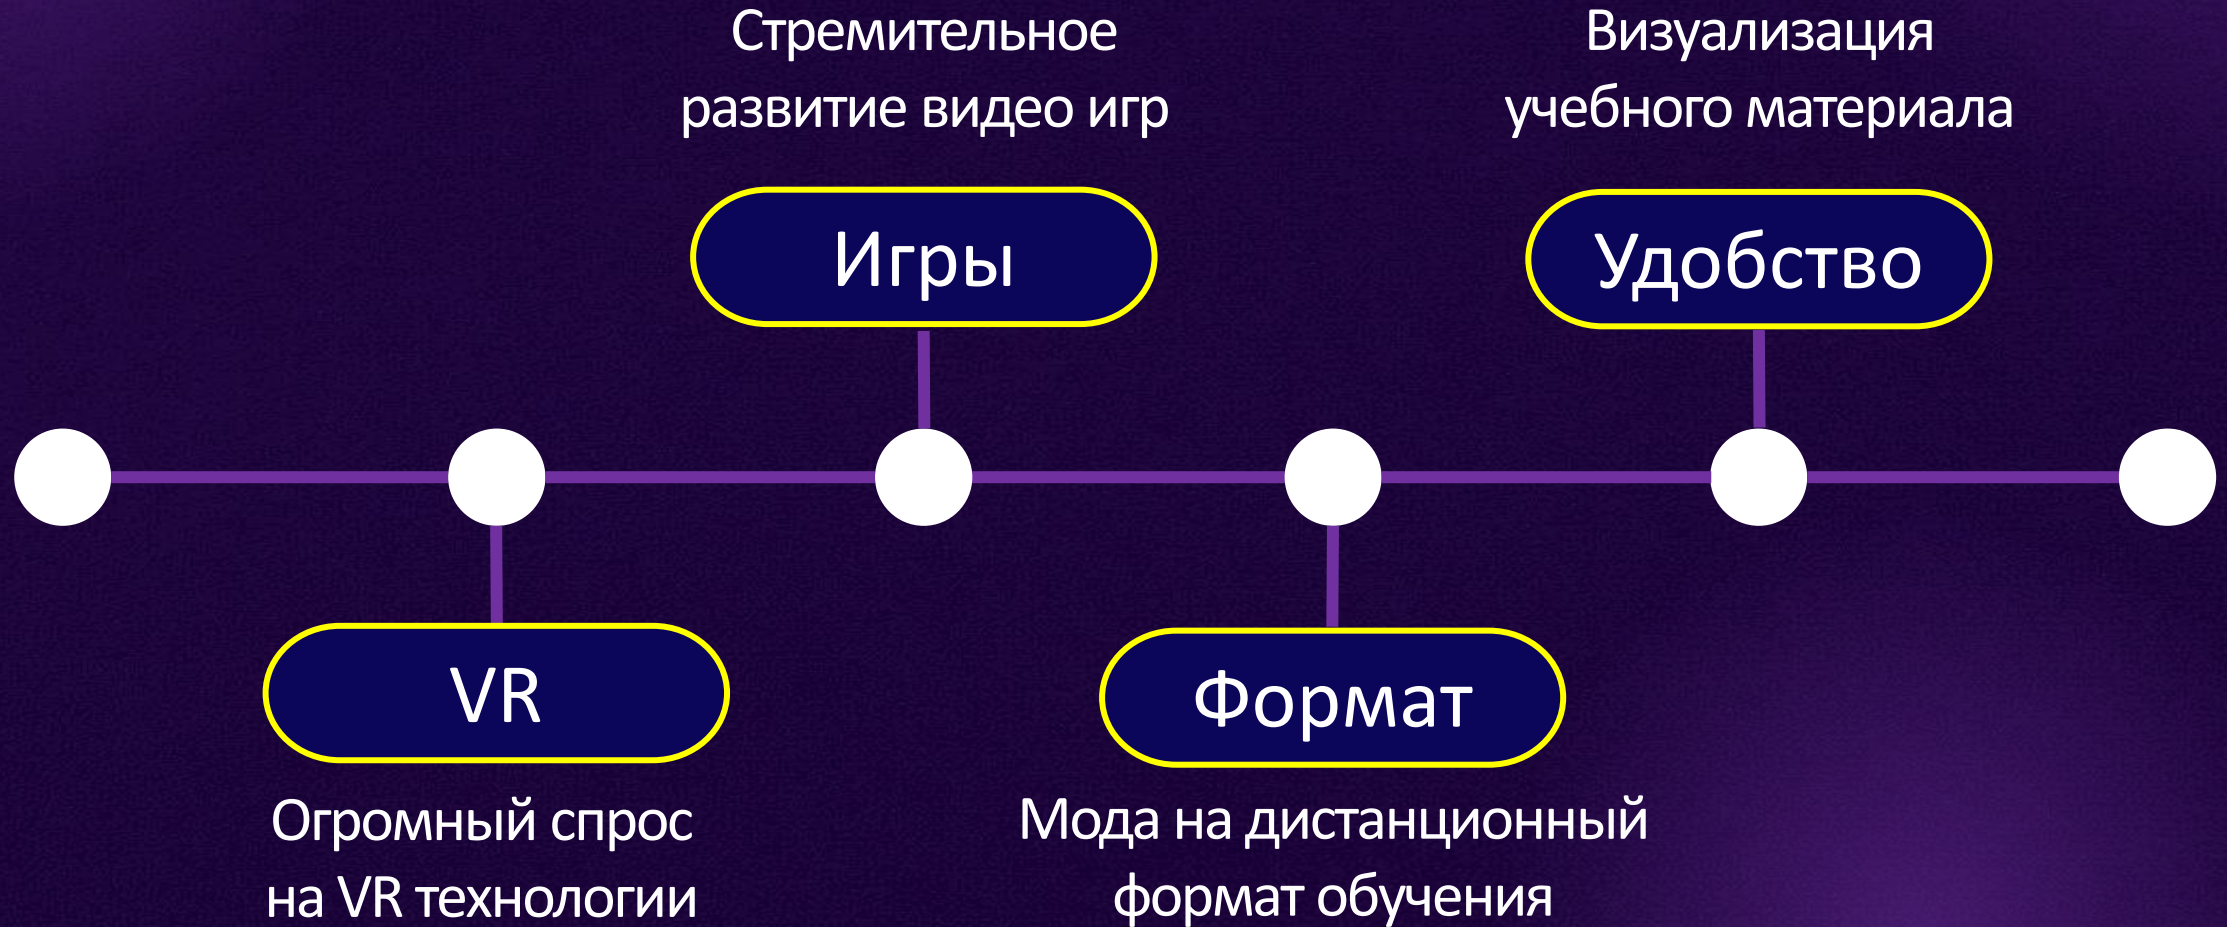 Стремительное
развитие видео игр
Игры
Визуализация
учебного материала
Удобство
VR
Огромный спрос
на VR технологии
Формат
Мода на дистанционный
формат обучения